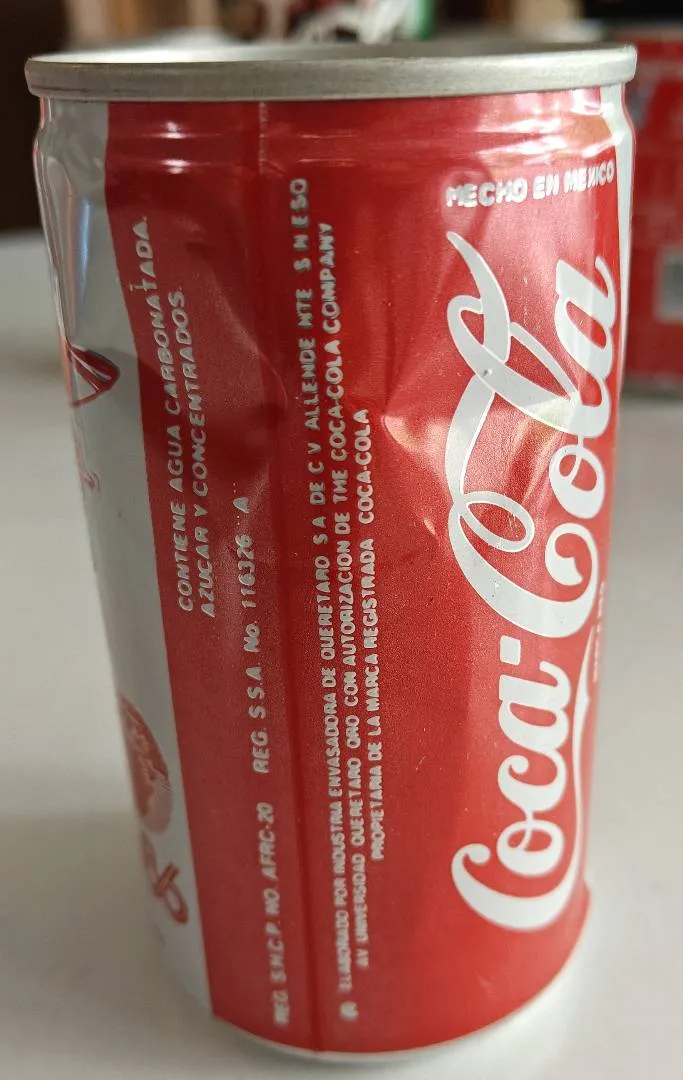 HECHO EN MEXICO
Coca-Cola
CONTIENE AGUA CARBONATADA.
AZUCAR Y CONCENTRADOS.
REG. S.H.C.P. NO. AFRC-20 REG. S.S.A. No. 116326 A
ELABORADO POR INDUSTRIA ENVASADORA DE QUERETARO S A DE C V ALLENDE NTE S N ESQ
AV UNIVERSIDAD QUERETARO QRO CON AUTORIZACION DE THE COCA-COLA COMPANY
PROPIETARIA DE LA MARCA REGISTRADA COCA-COLA